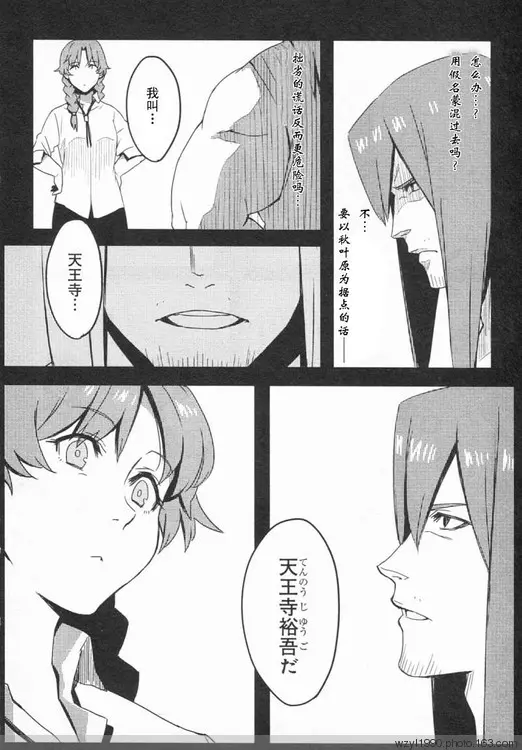 怎么办…?
用假名蒙混过去吗?
不…
要以秋叶原为据点的话——
拙劣的谎话反而更危险吗…
我叫…
天王寺…
てんのうじゆうご
天王寺裕吾だ
wzyl1990.photo.163.com